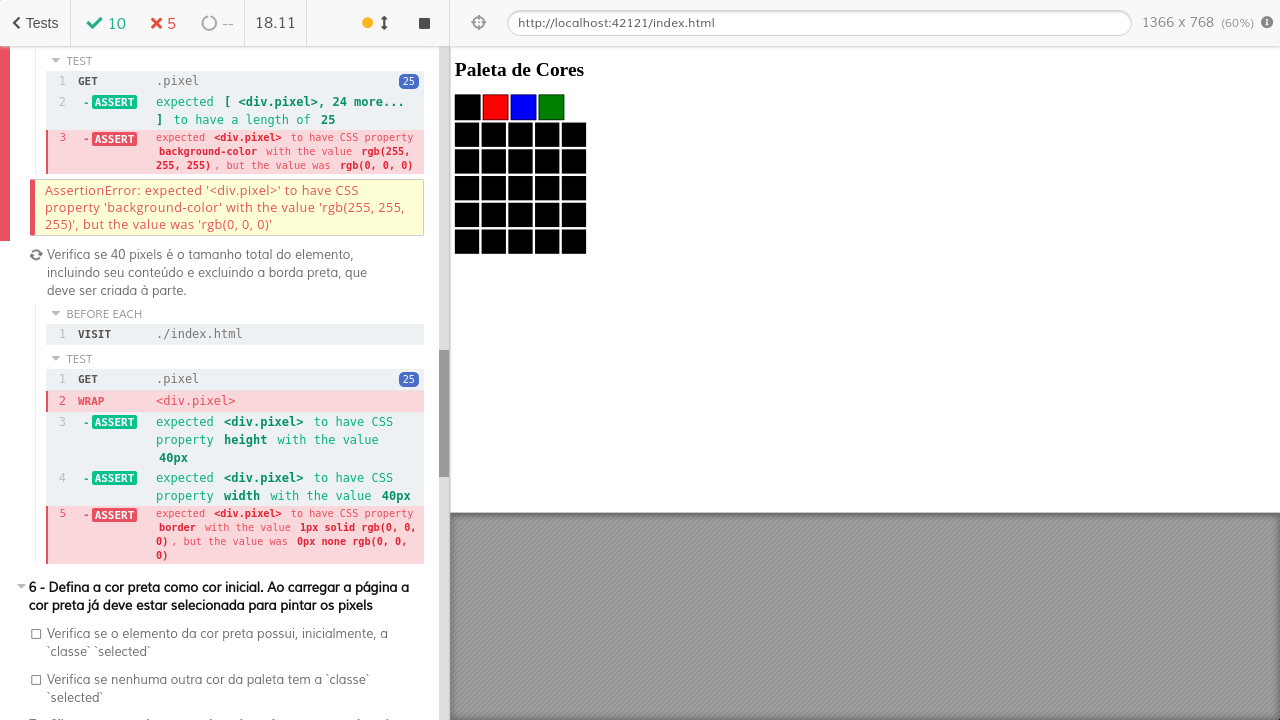 Tests
10
5
--
18.11
http://localhost:42121/index.html
1366 x 768 (60%)
TEST
1 GET .pixel 25
2 -ASSERT expected [ <div.pixel>, 24 more...
] to have a length of 25
3 -ASSERT expected <div.pixel> to have CSS property
background-color with the value rgb(255,
255, 255), but the value was rgb(0, 0, 0)
AssertionError: expected '<div.pixel>' to have CSS
property 'background-color' with the value 'rgb(255, 255,
255)', but the value was 'rgb(0, 0, 0)'
Verifica se 40 pixels é o tamanho total do elemento,
incluindo seu conteúdo e excluindo a borda preta, que
deve ser criada à parte.
BEFORE EACH
1 VISIT ./index.html
TEST
1 GET .pixel 25
2 WRAP <div.pixel>
3 -ASSERT expected <div.pixel> to have CSS
property height with the value
40px
4 -ASSERT expected <div.pixel> to have CSS
property width with the value 40px
5 -ASSERT expected <div.pixel> to have CSS property
border with the value 1px solid rgb(0, 0,
0), but the value was 0px none rgb(0, 0,
0)
6 - Defina a cor preta como cor inicial. Ao carregar a página a
cor preta já deve estar selecionada para pintar os pixels
Verifica se o elemento da cor preta possui, inicialmente, a
`classe` `selected`
Verifica se nenhuma outra cor da paleta tem a `classe`
`selected`
Paleta de Cores